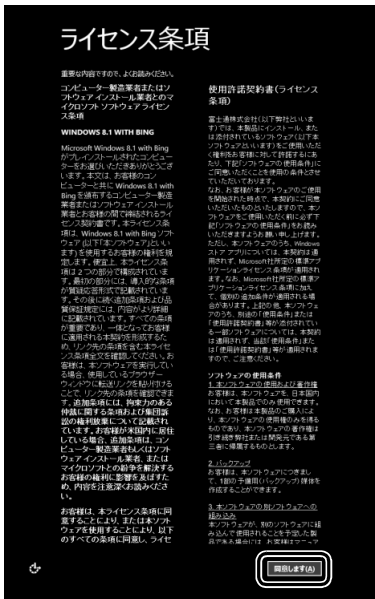 ライセンス条項
重要な内容ですので、よくお読みください。
コンピューター製造業者またはソ
フトウェア インストール業者とのマ
イクロソフト ソフトウェア ライセン
ス条項
WINDOWS 8.1 WITH BING
Microsoft Windows 8.1 with Bing
がプレインストールされたコンピュー
ターをお選びいただきありがとうござ
います。本文は、お客様のコン
ピューターと共に Windows 8.1 with
Bing を頒布するコンピューター製造
業者またはソフトウェアインストール
業者とお客様の間で締結されるライ
センス契約書です。本ライセンス条
項は、Windows 8.1 with Bing ソフト
ウェア (以下「本ソフトウェア」といい
ます) を使用するお客様の権利を規
定します。便宜上、本ライセンス条
項は 2 つの部分で構成されていま
す。最初の部分には、導入的な条項
が質疑応答形式で記載されていま
す。その後に続く追加条項および品
質保証規定には、内容がより詳細
に記載されています。すべての条項
が重要であり、一体となってお客様
に適用される本契約を形成するた
め、リンク先の条項を含む本ライセ
ンス条項全文を確認してください。お
客様は、本ソフトウェアを実行してい
る場合、使用しているブラウザー
ウィンドウに転送リンクを貼り付けるこ
とで、リンク先の条項を確認できま
す。追加条項には、拘束力のある
仲裁に関する条項および集団訴
訟の権利放棄について記載され
ています。お客様が米国内に居住
している場合、追加条項は、コン
ピューター製造業者もしくはソフト
ウェア インストール業者、または
マイクロソフトとの紛争を解決する
お客様の権利に影響を及ぼすた
め、内容を注意深くお読みくださ
い。
お客様は、本ライセンス条項に同
意することにより、または本ソフト
ウェアを使用することにより、以下
のすべての条項に同意し、ライセ
使用許諾契約書(ライセンス
条項)
富士通株式会社(以下弊社といいま
す)では、本製品にインストール、また
は添付されているソフトウェア(以下本
ソフトウェアといいます)をご使用いただ
く権利をお客様に対して許諾するにあ
たり、下記「ソフトウェアの使用条件」に
ご同意いただくことを使用の条件とさせ
ていただいております。
なお、お客様が本ソフトウェアのご使用
を開始された時点で、本契約にご同意
いただいたものといたしますので、本ソ
フトウェアをご使用いただく前に必ず下
記「ソフトウェアの使用条件」をお読み
いただきますようお願い申し上げます。
ただし、本ソフトウェアのうち、Windows
ストア アプリについては、本契約は適
用されず、Microsoft社所定の標準アプ
リケーションライセンス条項が適用され
ます。なお、Microsoft社所定の標準ア
プリケーションライセンス条項に加え
て、個別の追加条件が適用される場
合があります。上記の他、本ソフトウェ
アのうち、別途の「使用条件」または
「使用許諾契約書」等が添付されてい
る一部ソフトウェアについては、本契約
は適用されず、当該「使用条件」また
は「使用許諾契約書」等が適用されま
すので、ご注意ください。
ソフトウェアの使用条件
1. 本ソフトウェアの使用および著作権
お客様は、本ソフトウェアを、日本国内
において本製品でのみ使用できます。
なお、お客様は本製品のご購入によ
り、本ソフトウェアの使用権のみを得る
ものであり、本ソフトウェアの著作権は
引き続き弊社または開発元である第
三者に帰属するものとします。
2. バックアップ
お客様は、本ソフトウェアにつきまし
て、1部の予備用(バックアップ)媒体を
作成することができます。
3. 本ソフトウェアの別ソフトウェアへの
組み込み
本ソフトウェアが、別のソフトウェアに組
み込んで使用されることを予定した製
品である場合には、お客様はマニュア
同意します(A)